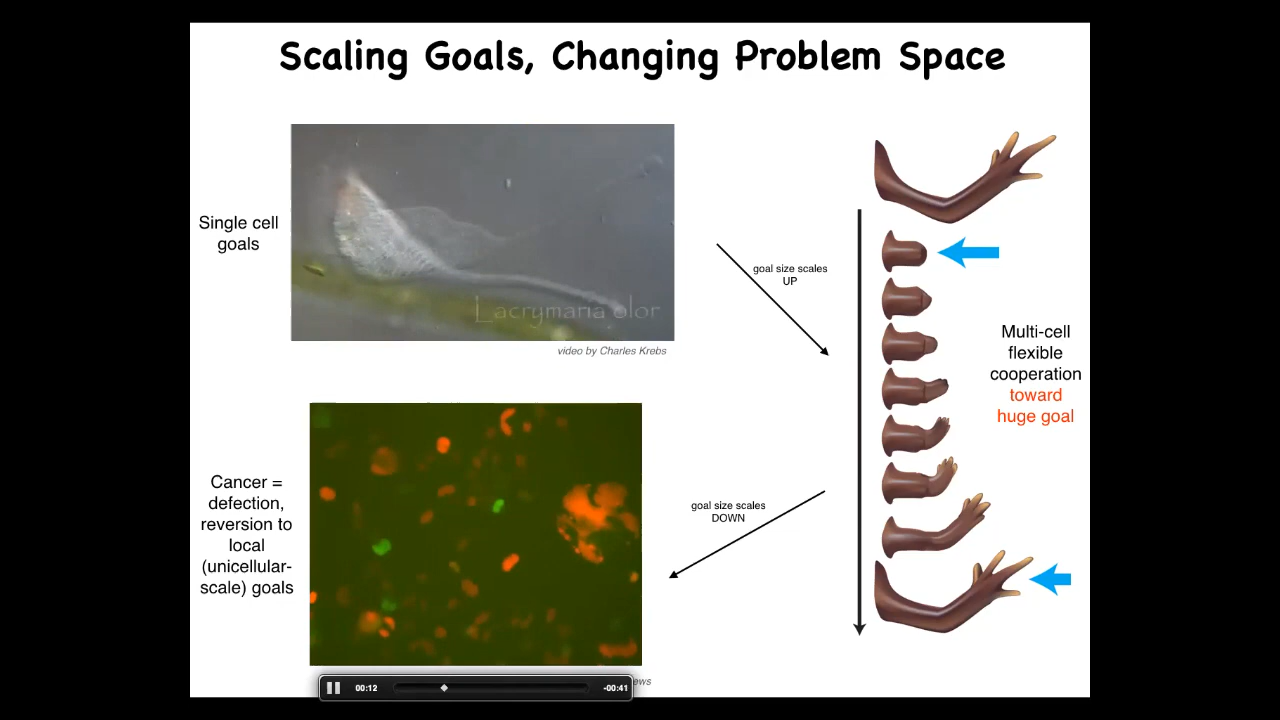 Scaling Goals, Changing Problem Space
Single cell
goals
Lacrymaria olor
video by Charles Krebs
goal size scales
UP
Multi-cell
flexible
cooperation
toward
huge goal
Cancer =
defection,
reversion to
local
(unicellular-
scale) goals
goal size scales
DOWN
00:12
-00:41